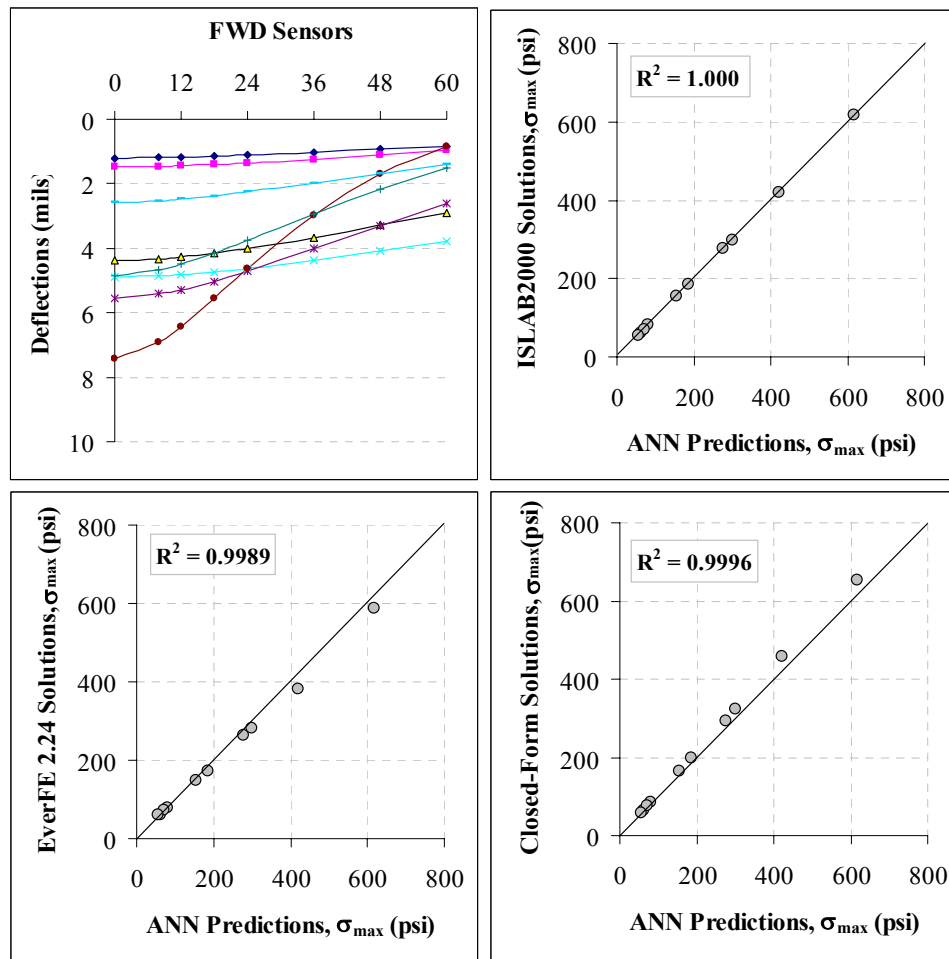 FWD Sensors
0 12 24 36 48 60
Deflections (mils)
0
2
4
6
8
10
ISLAB2000 Solutions,σmax (psi)
800
600
400
200
0
R² = 1.000
0 200 400 600 800
ANN Predictions, σmax (psi)
EverFE 2.24 Solutions,σmax (psi)
800
600
400
200
0
R² = 0.9989
0 200 400 600 800
ANN Predictions, σmax (psi)
Closed-Form Solutions,σmax(psi)
800
600
400
200
0
R² = 0.9996
0 200 400 600 800
ANN Predictions, σmax (psi)